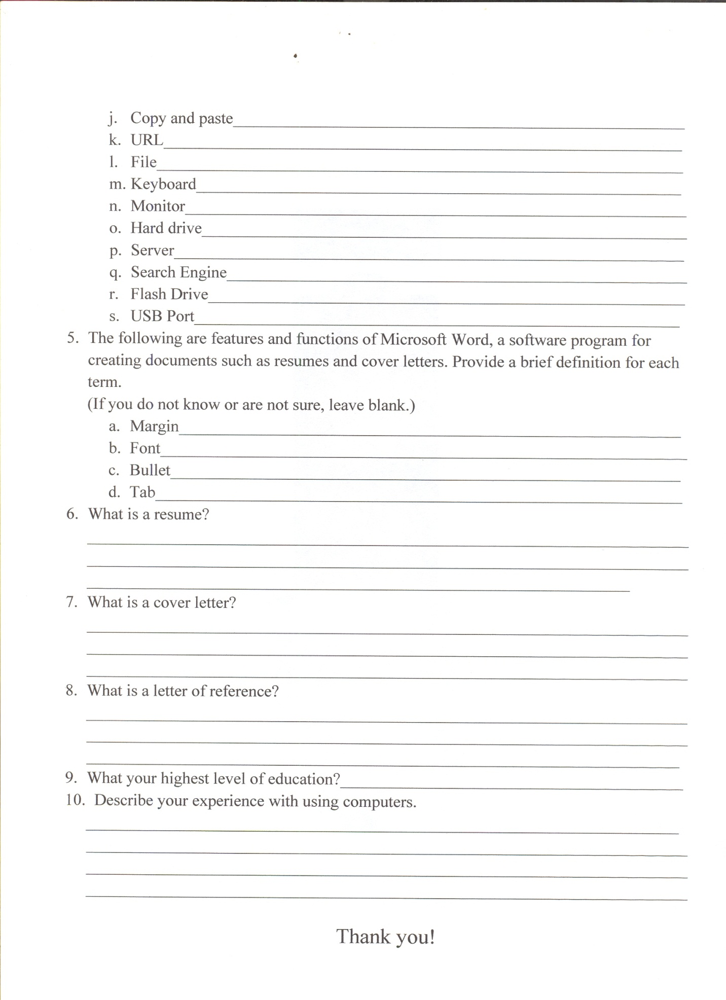 j. Copy and paste
k. URL
l. File
m. Keyboard
n. Monitor
o. Hard drive
p. Server
q. Search Engine
r. Flash Drive
s. USB Port
5. The following are features and functions of Microsoft Word, a software program for
creating documents such as resumes and cover letters. Provide a brief definition for each
term.
(If you do not know or are not sure, leave blank.)
a. Margin
b. Font
c. Bullet
d. Tab
6. What is a resume?
7. What is a cover letter?
8. What is a letter of reference?
9. What your highest level of education?
10. Describe your experience with using computers.
Thank you!